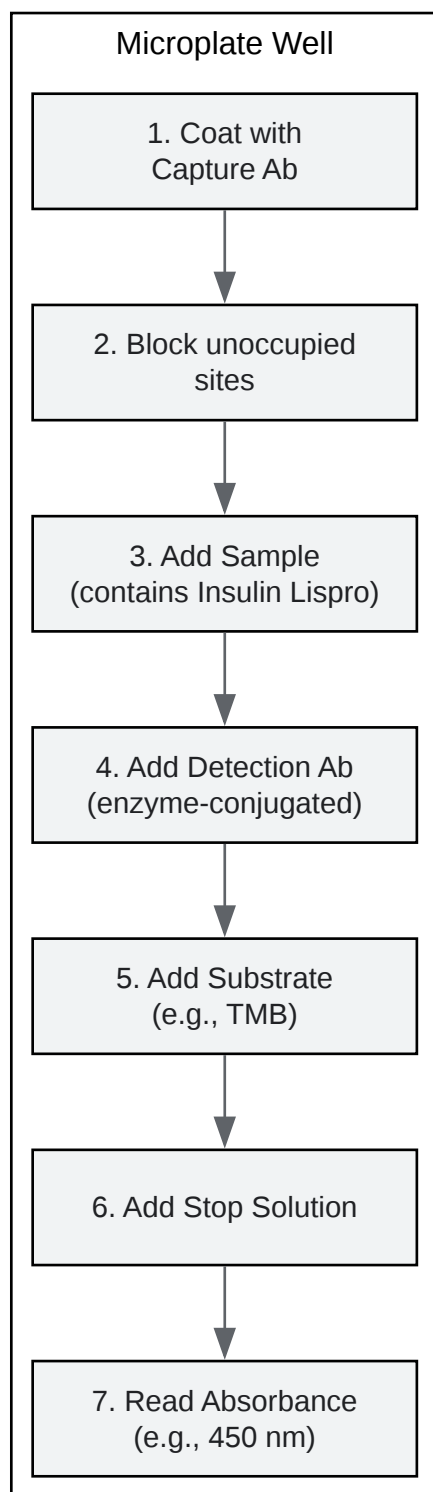 Microplate Well
1. Coat with
Capture Ab
2. Block unoccupied
sites
3. Add Sample
(contains Insulin Lispro)
4. Add Detection Ab
(enzyme-conjugated)
5. Add Substrate
(e.g., TMB)
6. Add Stop Solution
7. Read Absorbance
(e.g., 450 nm)